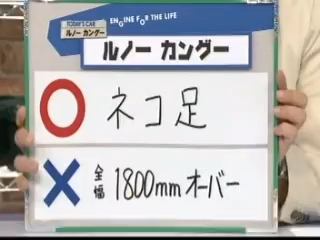 ENGINE FOR THE LIFE
TODAY'S CAR
ルノー カングー
ルノー カングー
ネコ足
全幅 1800mmオーバー